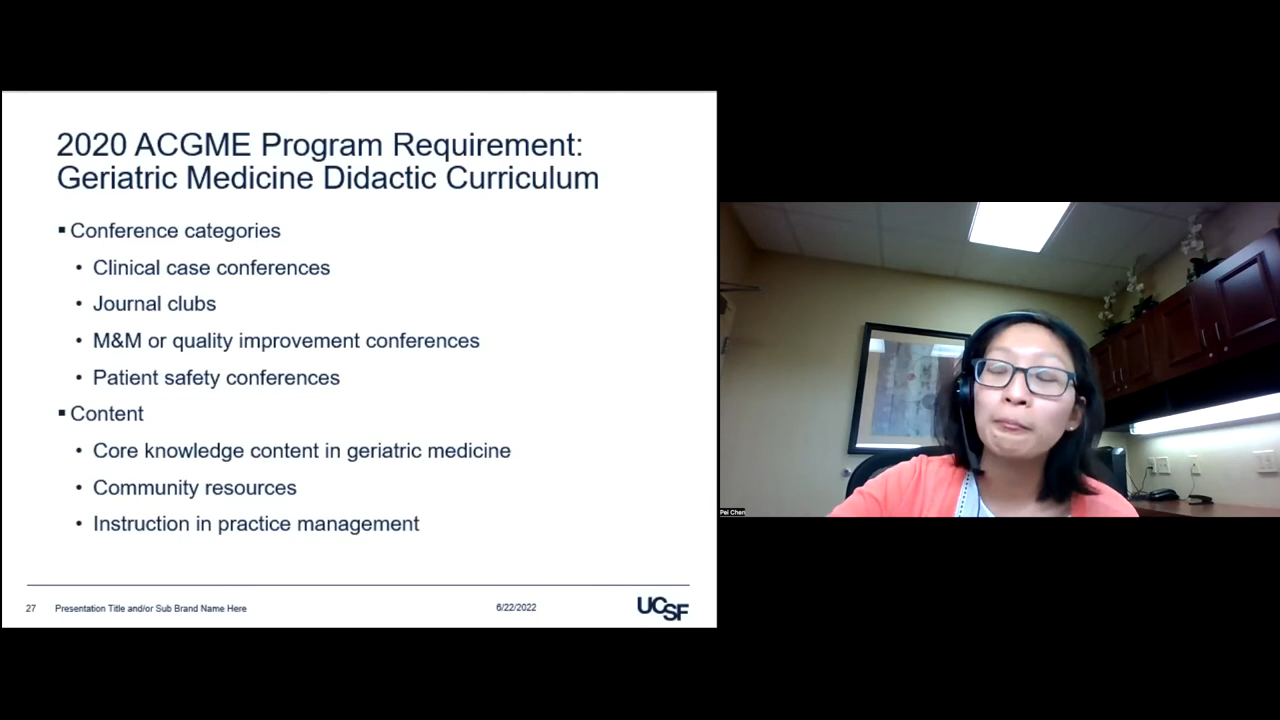 2020 ACGME Program Requirement:
Geriatric Medicine Didactic Curriculum
▪ Conference categories
• Clinical case conferences
• Journal clubs
• M&M or quality improvement conferences
• Patient safety conferences
▪ Content
• Core knowledge content in geriatric medicine
• Community resources
• Instruction in practice management
27 Presentation Title and/or Sub Brand Name Here 6/22/2022 UCSF
Pei Chen